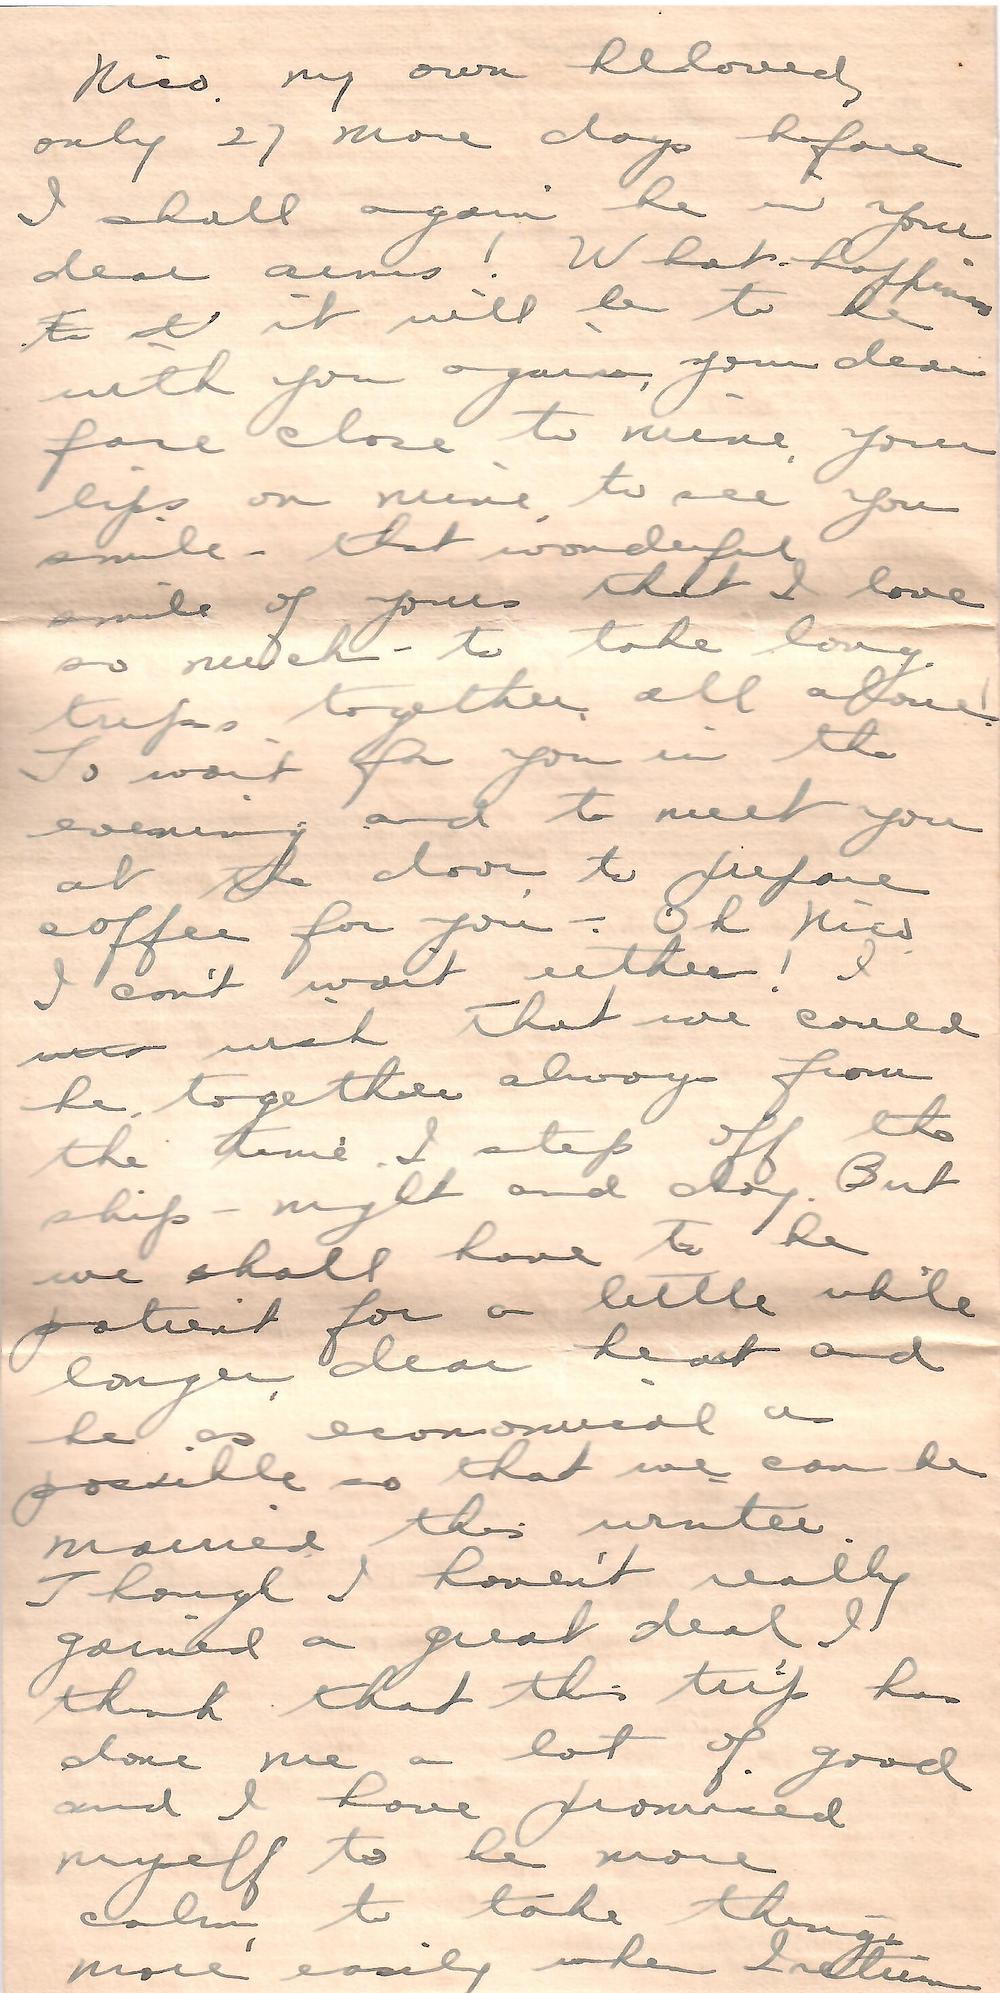 Nico, my own beloved,
only 27 more days before
I shall again be in your
dear arms! What happiness
to it will be to be
with you again, your dear
face close to mine, your
lips on mine, to see you
smile - that wonderful
smile of yours that I love
so much - to take long
trips together, all alone!
To wait for you in the
evening and to meet you
at the door, to prepare
coffee for you - Oh Nico
I can't wait either! I
wish that we could
be together always from
the time I step off the
ship - night and day. But
we shall have to be
patient for a little while
longer, dear heart and
be as economical as
possible so that we can be
married this winter.
Though I haven't really
gained a great deal I
think that this trip has
done me a lot of good
and I have promised
myself to be more
calm, to take things
more easily when I return